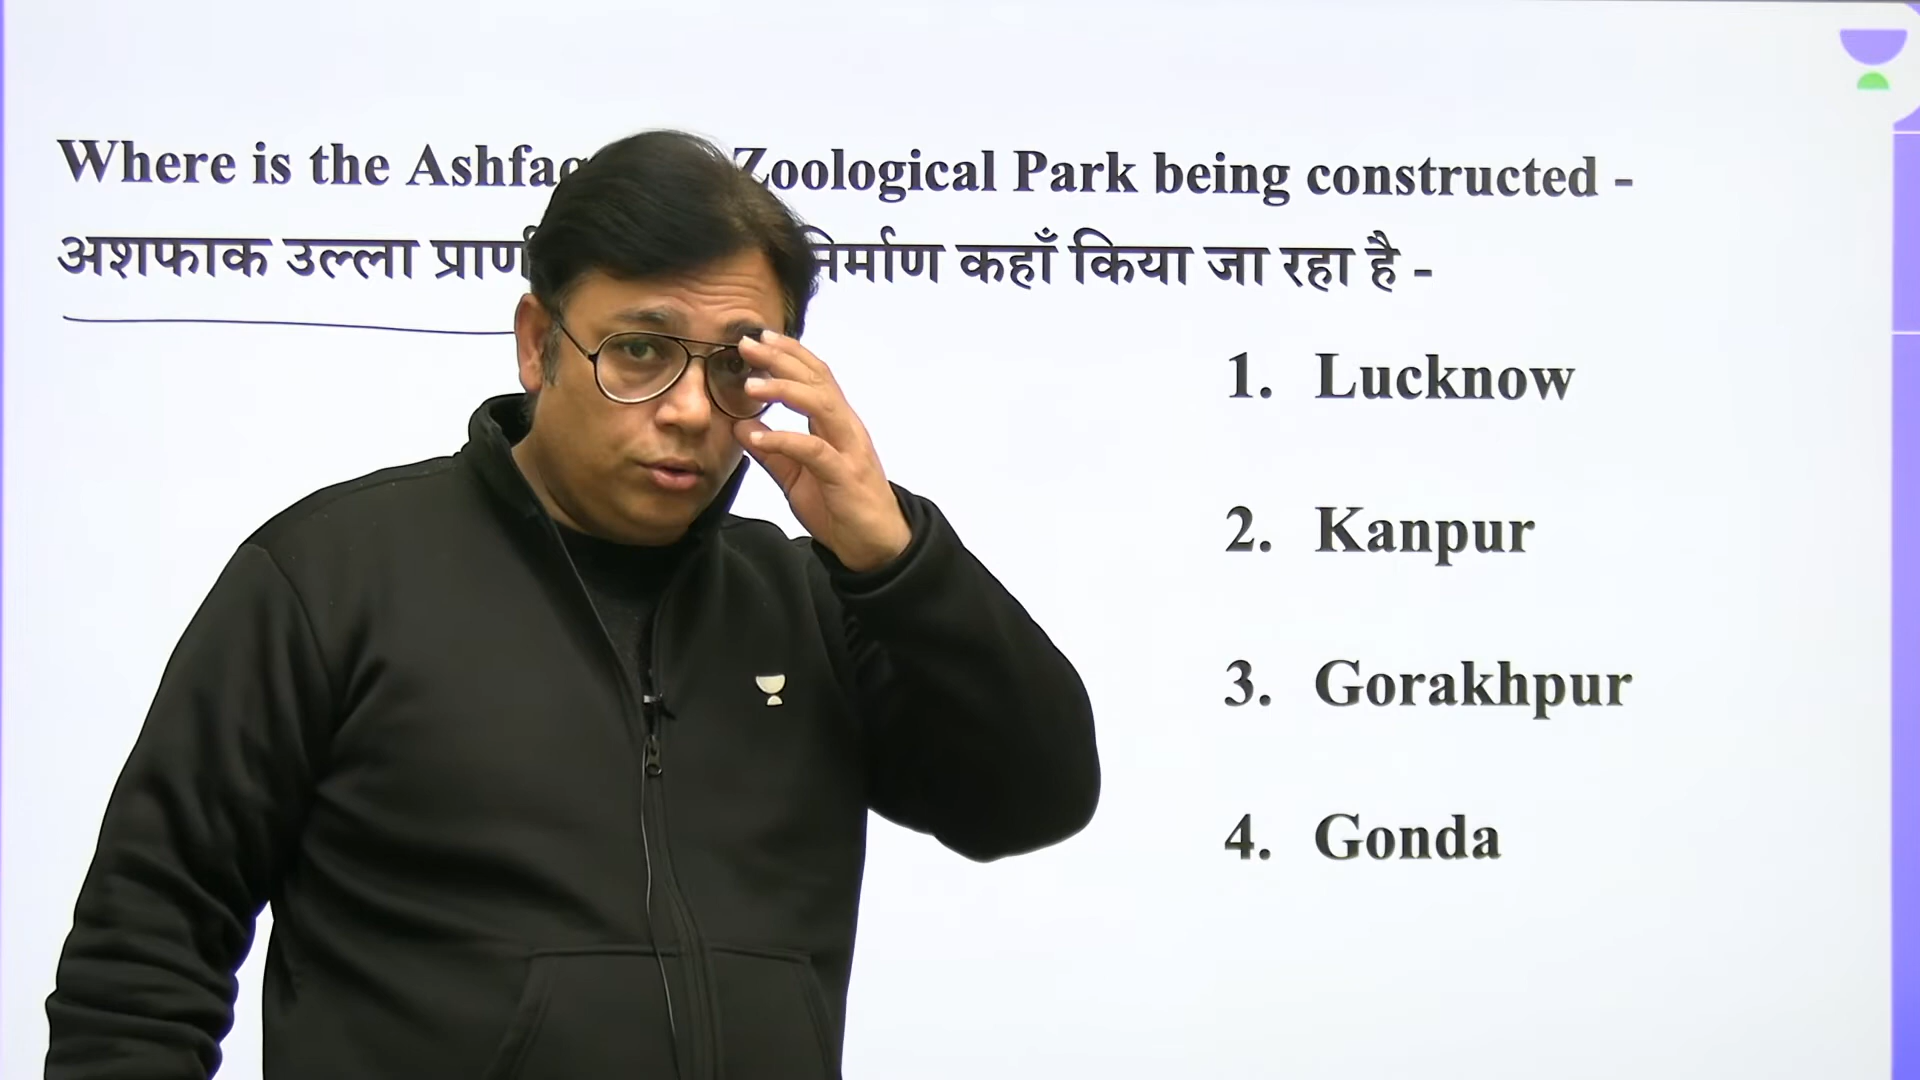 Where is the Zoological Park being constructed -
अशफाक उल्ला कहाँ किया जा रहा है -
1. Lucknow
2. Kanpur
3. Gorakhpur
4. Gonda